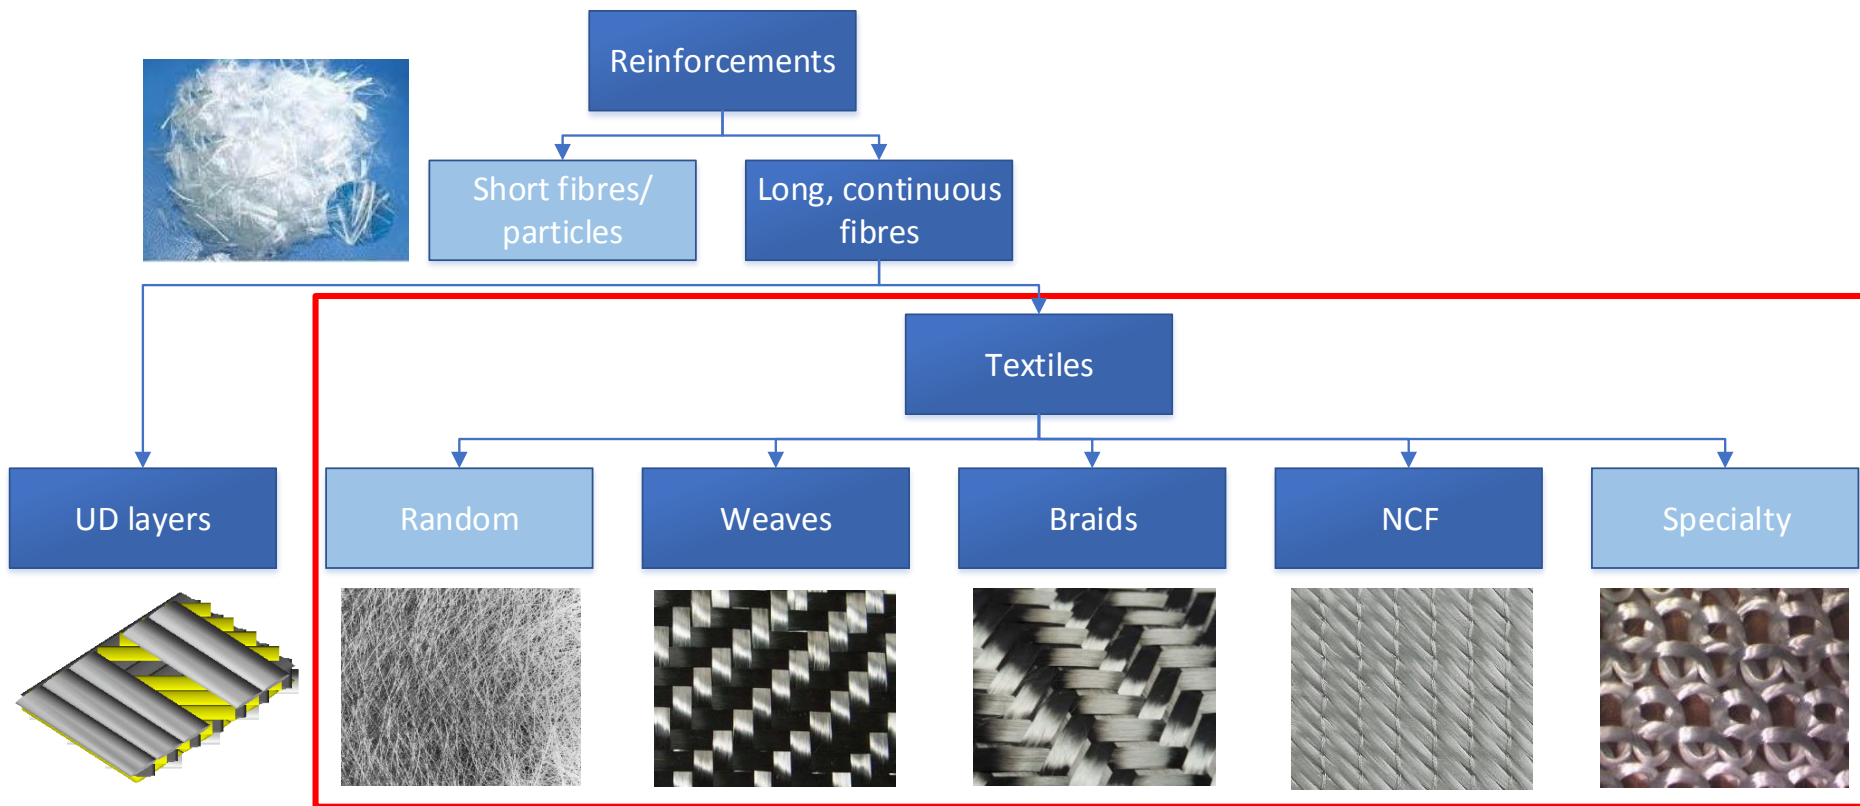 Reinforcements
Short fibres/
particles
Long, continuous
fibres
Textiles
UD layers
Random
Weaves
Braids
NCF
Specialty